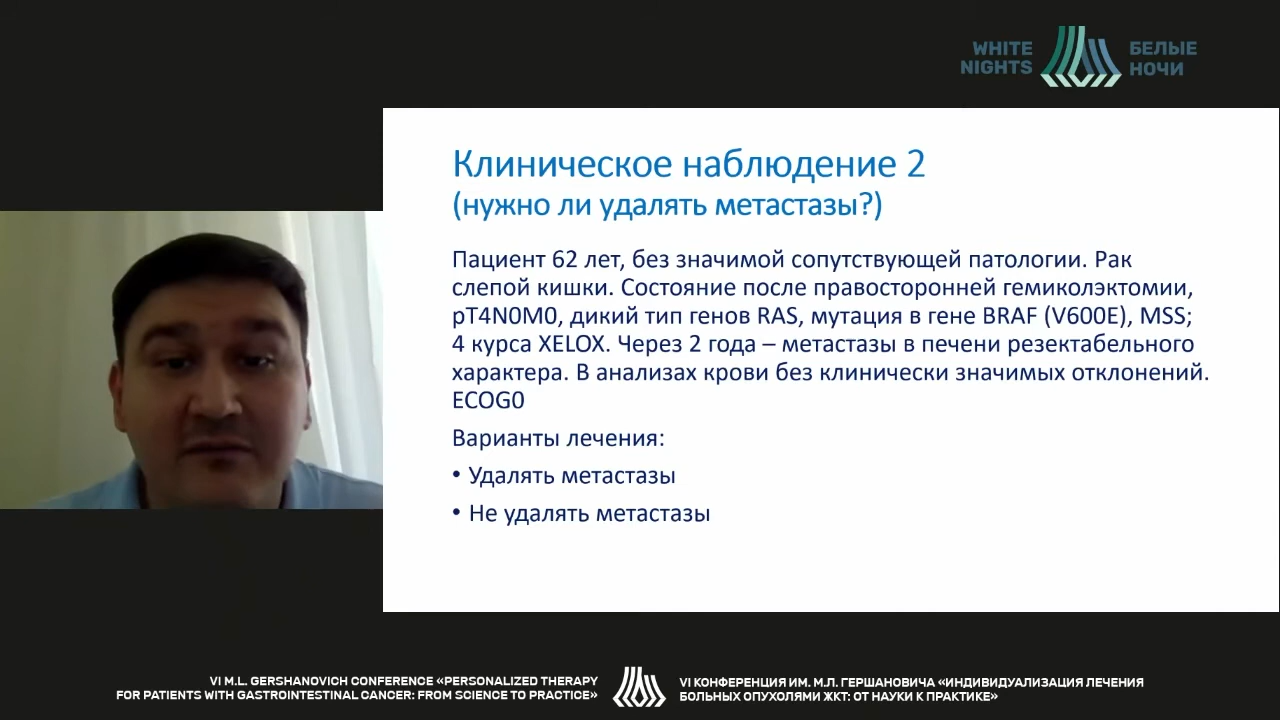 WHITE
NIGHTS
БЕЛЫЕ
НОЧИ
Клиническое наблюдение 2
(нужно ли удалять метастазы?)
Пациент 62 лет, без значимой сопутствующей патологии. Рак
слепой кишки. Состояние после правосторонней гемиколэктомии,
pT4N0M0, дикий тип генов RAS, мутация в гене BRAF (V600E), MSS;
4 курса XELOX. Через 2 года – метастазы в печени резектабельного
характера. В анализах крови без клинически значимых отклонений.
ECOG0
Варианты лечения:
• Удалять метастазы
• Не удалять метастазы
VI M.L. GERSHANOVICH CONFERENCE «PERSONALIZED THERAPY
FOR PATIENTS WITH GASTROINTESTINAL CANCER: FROM SCIENCE TO PRACTICE»
VI КОНФЕРЕНЦИЯ ИМ. М.Л. ГЕРШАНОВИЧА «ИНДИВИДУАЛИЗАЦИЯ ЛЕЧЕНИЯ
БОЛЬНЫХ ОПУХОЛЯМИ ЖКТ: ОТ НАУКИ К ПРАКТИКЕ»